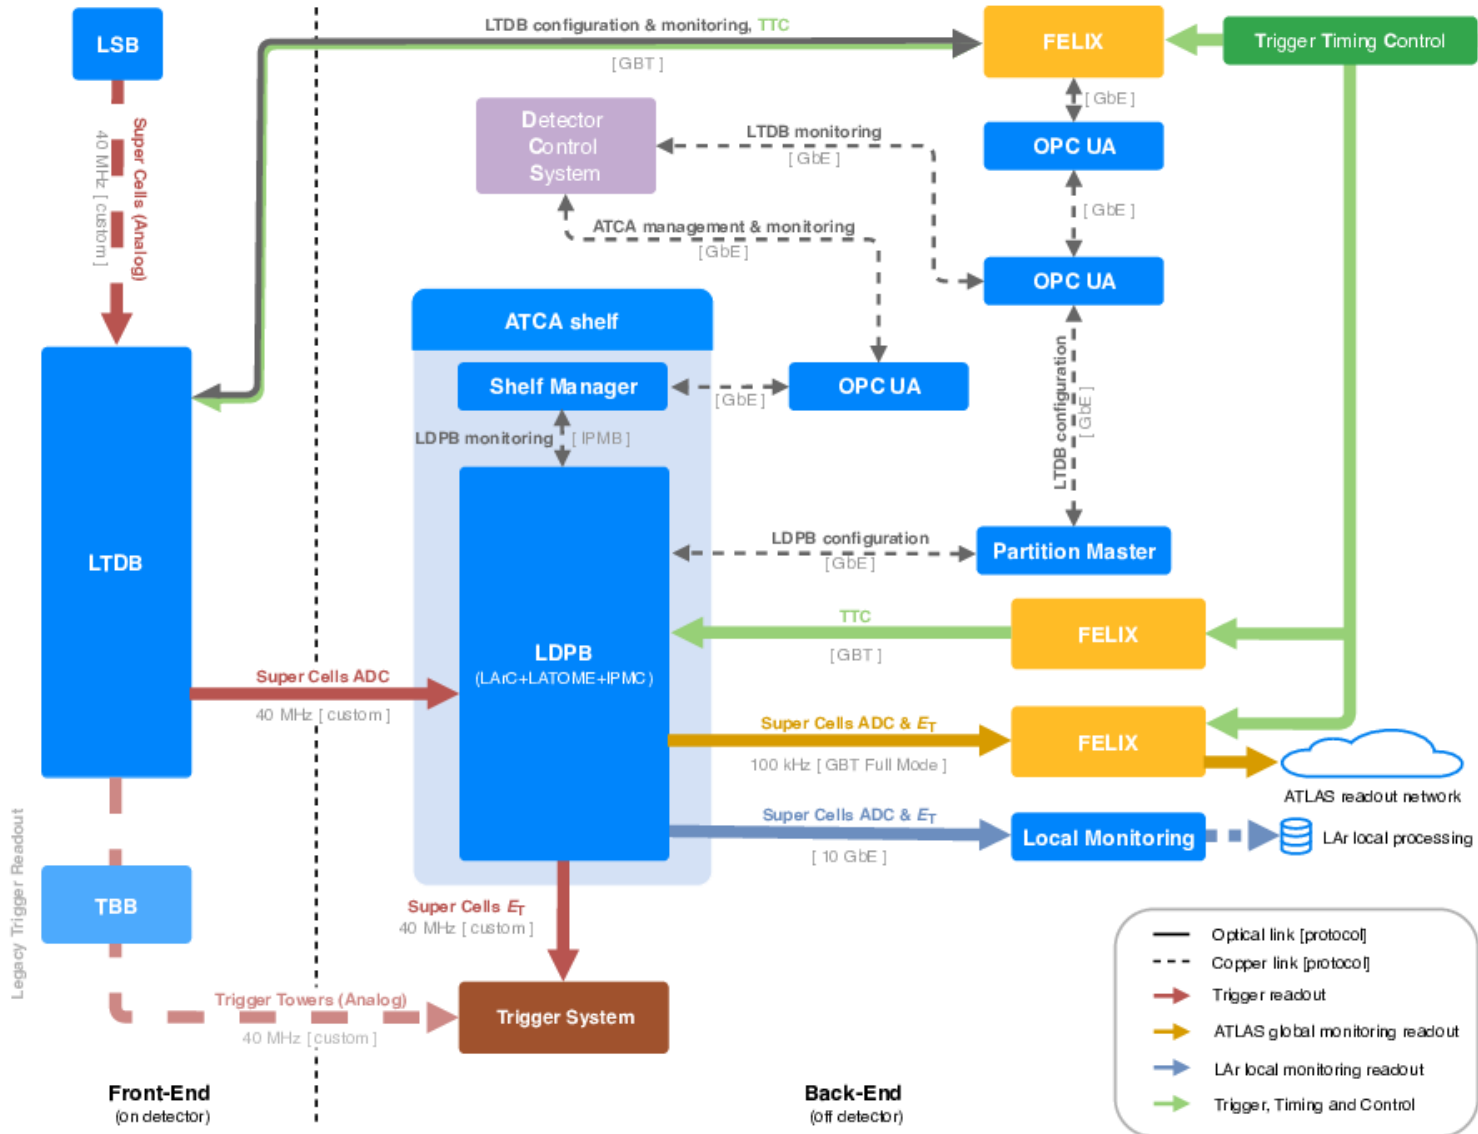 LSB
LTDB configuration & monitoring, TTC
[GBT]
FELIX
Trigger Timing Control
[GbE]
Super Cells (Analog)
40 MHz [ custom ]
Detector
Control
System
LTDB monitoring
[GbE]
OPC UA
[GbE]
ATCA management & monitoring
[GbE]
OPC UA
ATCA shelf
Shelf Manager
[GbE]
OPC UA
LTDB configuration
[GbE]
LDPB monitoring
[ IPMB ]
LTDB
LDPB configuration
[GbE]
Partition Master
TTC
[GBT]
FELIX
LDPB
(LArC+LATOME+IPMC)
Super Cells ADC
40 MHz [ custom ]
Super Cells ADC & ET
100 kHz [ GBT Full Mode ]
FELIX
ATLAS readout network
Super Cells ADC & ET
[ 10 GbE ]
Local Monitoring
LAr local processing
Legacy Trigger Readout
TBB
Super Cells ET
40 MHz [ custom ]
Trigger Towers (Analog)
40 MHz [ custom ]
Trigger System
Optical link [protocol]
Copper link [protocol]
Trigger readout
ATLAS global monitoring readout
LAr local monitoring readout
Trigger, Timing and Control
Front-End
(on detector)
Back-End
(off detector)